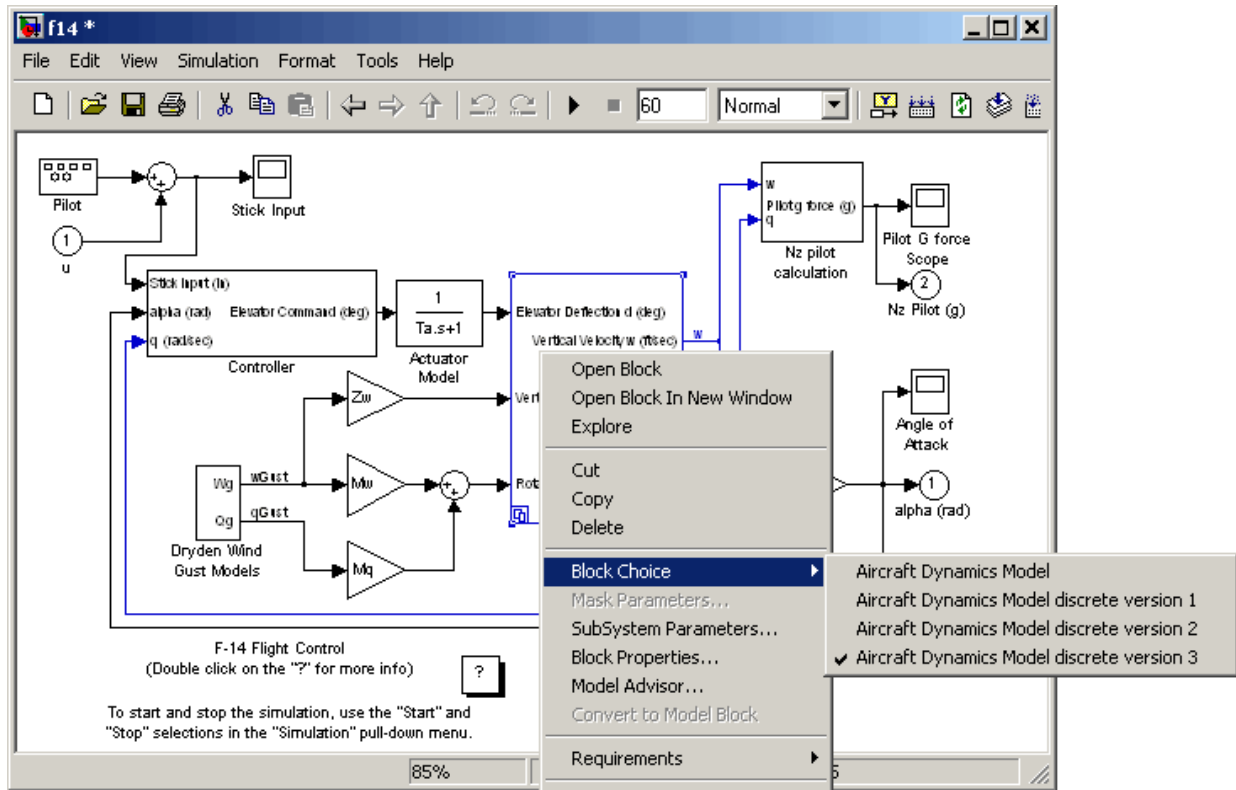 f14 *
File Edit View Simulation Format Tools Help
60 Normal
Pilot
Stick Input
1
u
w
Pilot g force (g)
q
Nz pilot
calculation
Pilot G force
Scope
2
Nz Pilot (g)
Stick Input (in)
alpha (rad) Elevator Command (deg)
q (rad/sec)
Controller
1
Ta.s+1
Actuator
Model
Elevator Deflection d (deg)
Vertical Velocity w (ft/sec)
w
Zw
Mw
Mq
Wg
wGust
Qg
qGust
Dryden Wind
Gust Models
Angle of
Attack
1
alpha (rad)
F-14 Flight Control
(Double click on the "?" for more info)
?
To start and stop the simulation, use the "Start" and
"Stop" selections in the "Simulation" pull-down menu.
85%
Open Block
Open Block In New Window
Explore
Cut
Copy
Delete
Block Choice
Mask Parameters...
SubSystem Parameters...
Block Properties...
Model Advisor...
Convert to Model Block
Requirements
Aircraft Dynamics Model
Aircraft Dynamics Model discrete version 1
Aircraft Dynamics Model discrete version 2
Aircraft Dynamics Model discrete version 3